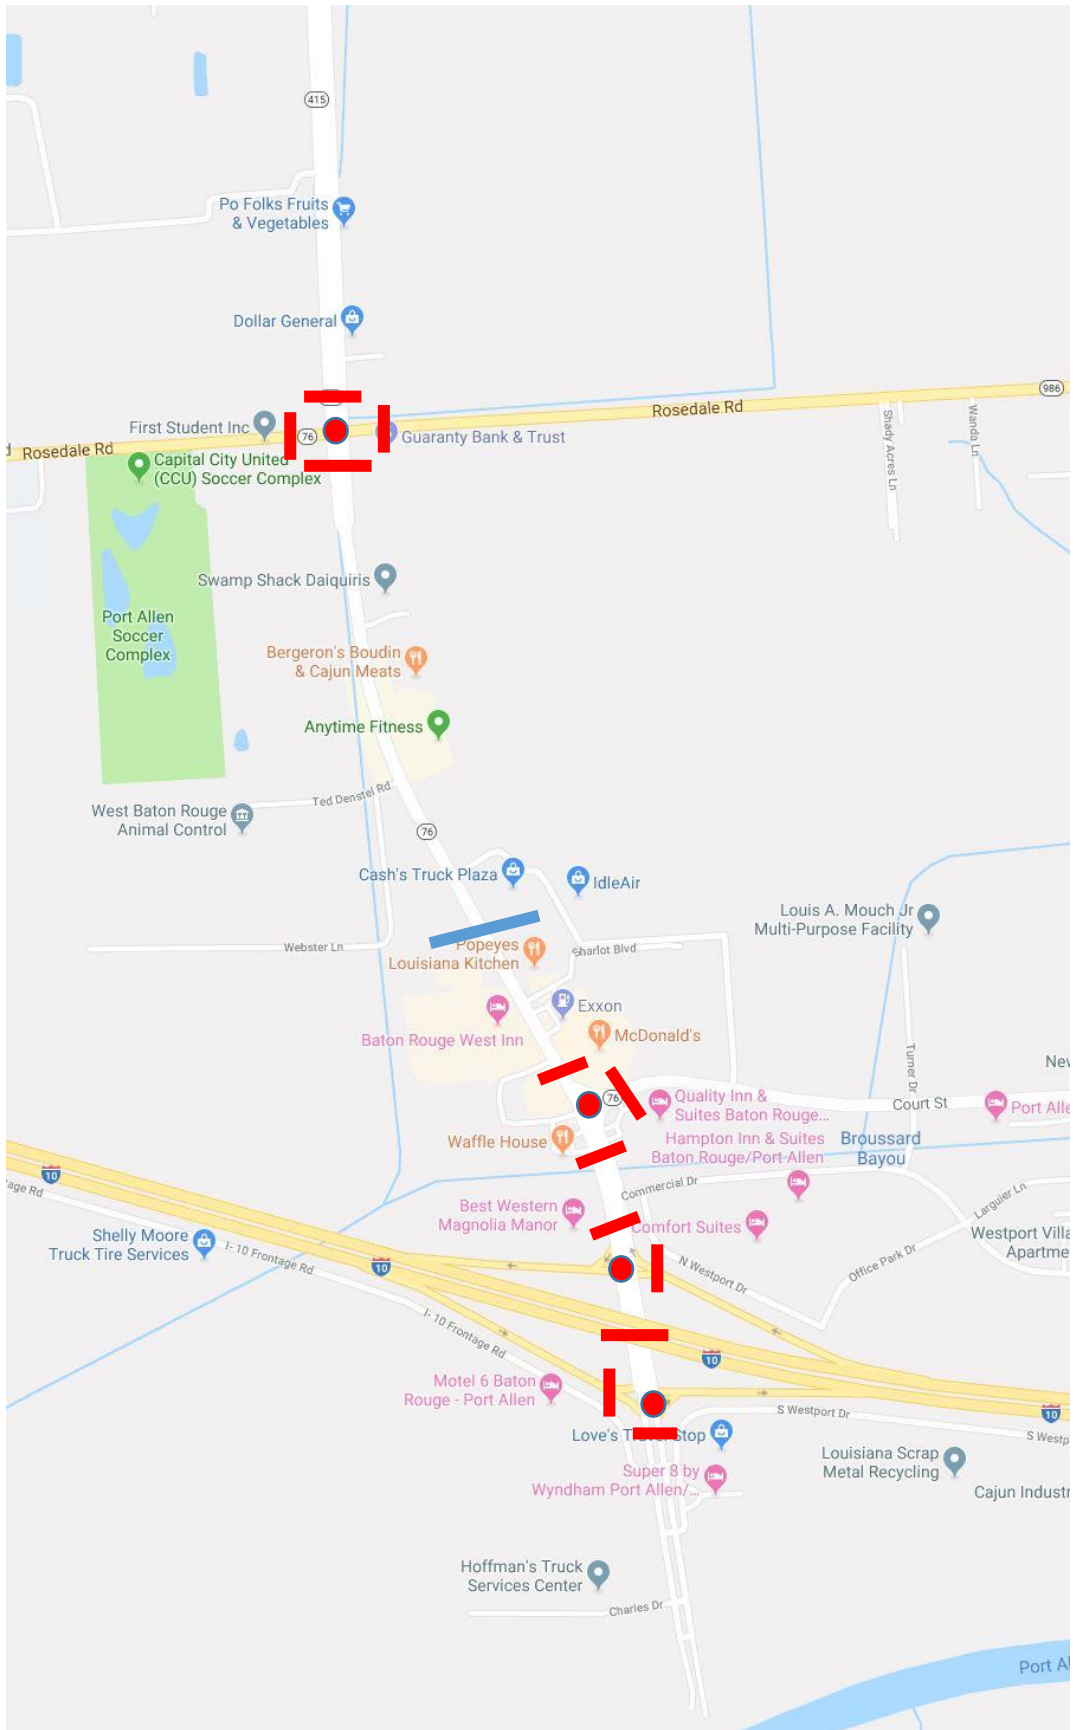 415
Po Folks Fruits
& Vegetables
Dollar General
986
Rosedale Rd
First Student Inc
76
Guaranty Bank & Trust
Rosedale Rd
Shady Acres Ln
Wanda Ln
Capital City United
(CCU) Soccer Complex
Swamp Shack Daiquiris
Port Allen
Soccer
Complex
Bergeron's Boudin
& Cajun Meats
Anytime Fitness
Ted Denstel Rd
West Baton Rouge
Animal Control
76
Cash's Truck Plaza
IdleAir
Louis A. Mouch Jr
Multi-Purpose Facility
Webster Ln
Popeyes
Louisiana Kitchen
Sharlot Blvd
Exxon
Baton Rouge West Inn
McDonald's
Turner Dr
New
76
Quality Inn &
Suites Baton Rouge...
Court St
Port Alle
Waffle House
Hampton Inn & Suites
Baton Rouge/Port Allen
Broussard
Bayou
10
tage Rd
Commercial Dr
Larguier Ln
Best Western
Magnolia Manor
Comfort Suites
Westport Villa
Apartme
Shelly Moore
Truck Tire Services
I- 10 Frontage Rd
10
N Westport Dr
Office Park Dr
I- 10 Frontage Rd
10
Motel 6 Baton
Rouge - Port Allen
S Westport Dr
10
S Westp
Love's Travel Stop
Louisiana Scrap
Metal Recycling
Super 8 by
Wyndham Port Allen/...
Cajun Industr
Hoffman's Truck
Services Center
Charles Dr
Port Al